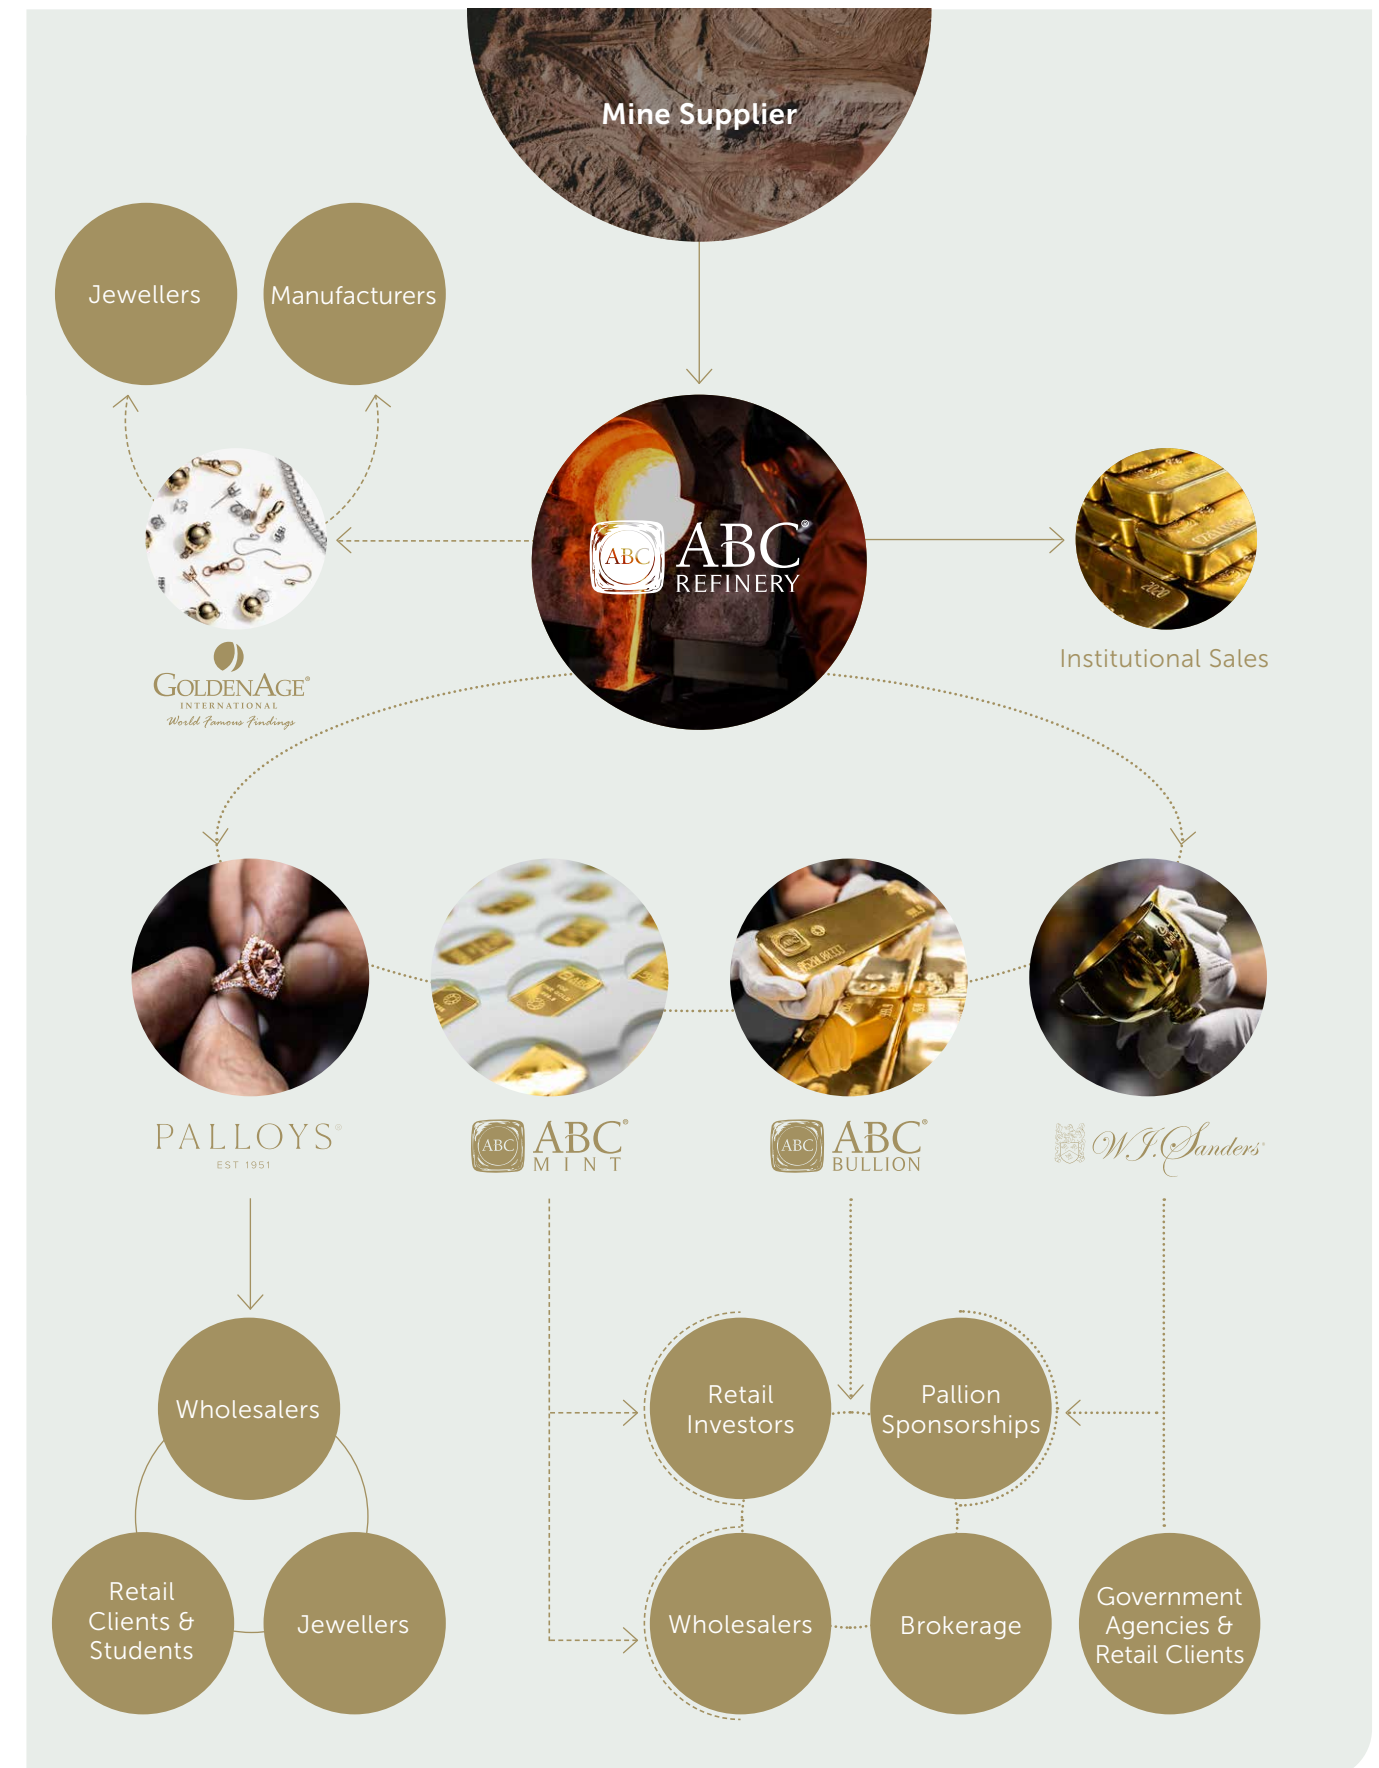 Mine Supplier
Jewellers
Manufacturers
ABC
ABC®
REFINERY
2020
GOLDENAGE®
INTERNATIONAL
World Famous Findings
Institutional Sales
PALLOYS®
EST 1951
ABC
ABC®
MINT
ABC
ABC®
BULLION
W.J. Sanders®
Wholesalers
Retail
Clients &
Students
Jewellers
Retail
Investors
Pallion
Sponsorships
Wholesalers
Brokerage
Government
Agencies &
Retail Clients